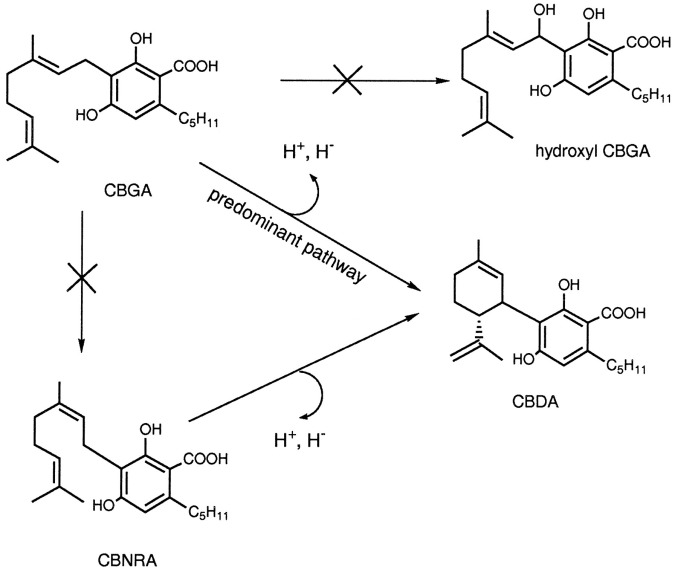 OH
OH
OH
COOH
COOH
HO
C5H11
HO
C5H11
hydroxyl CBGA
CBGA
H+, H-
predominant pathway
OH
COOH
HO
C5H11
CBDA
OH
COOH
HO
C5H11
H+, H-
CBNRA